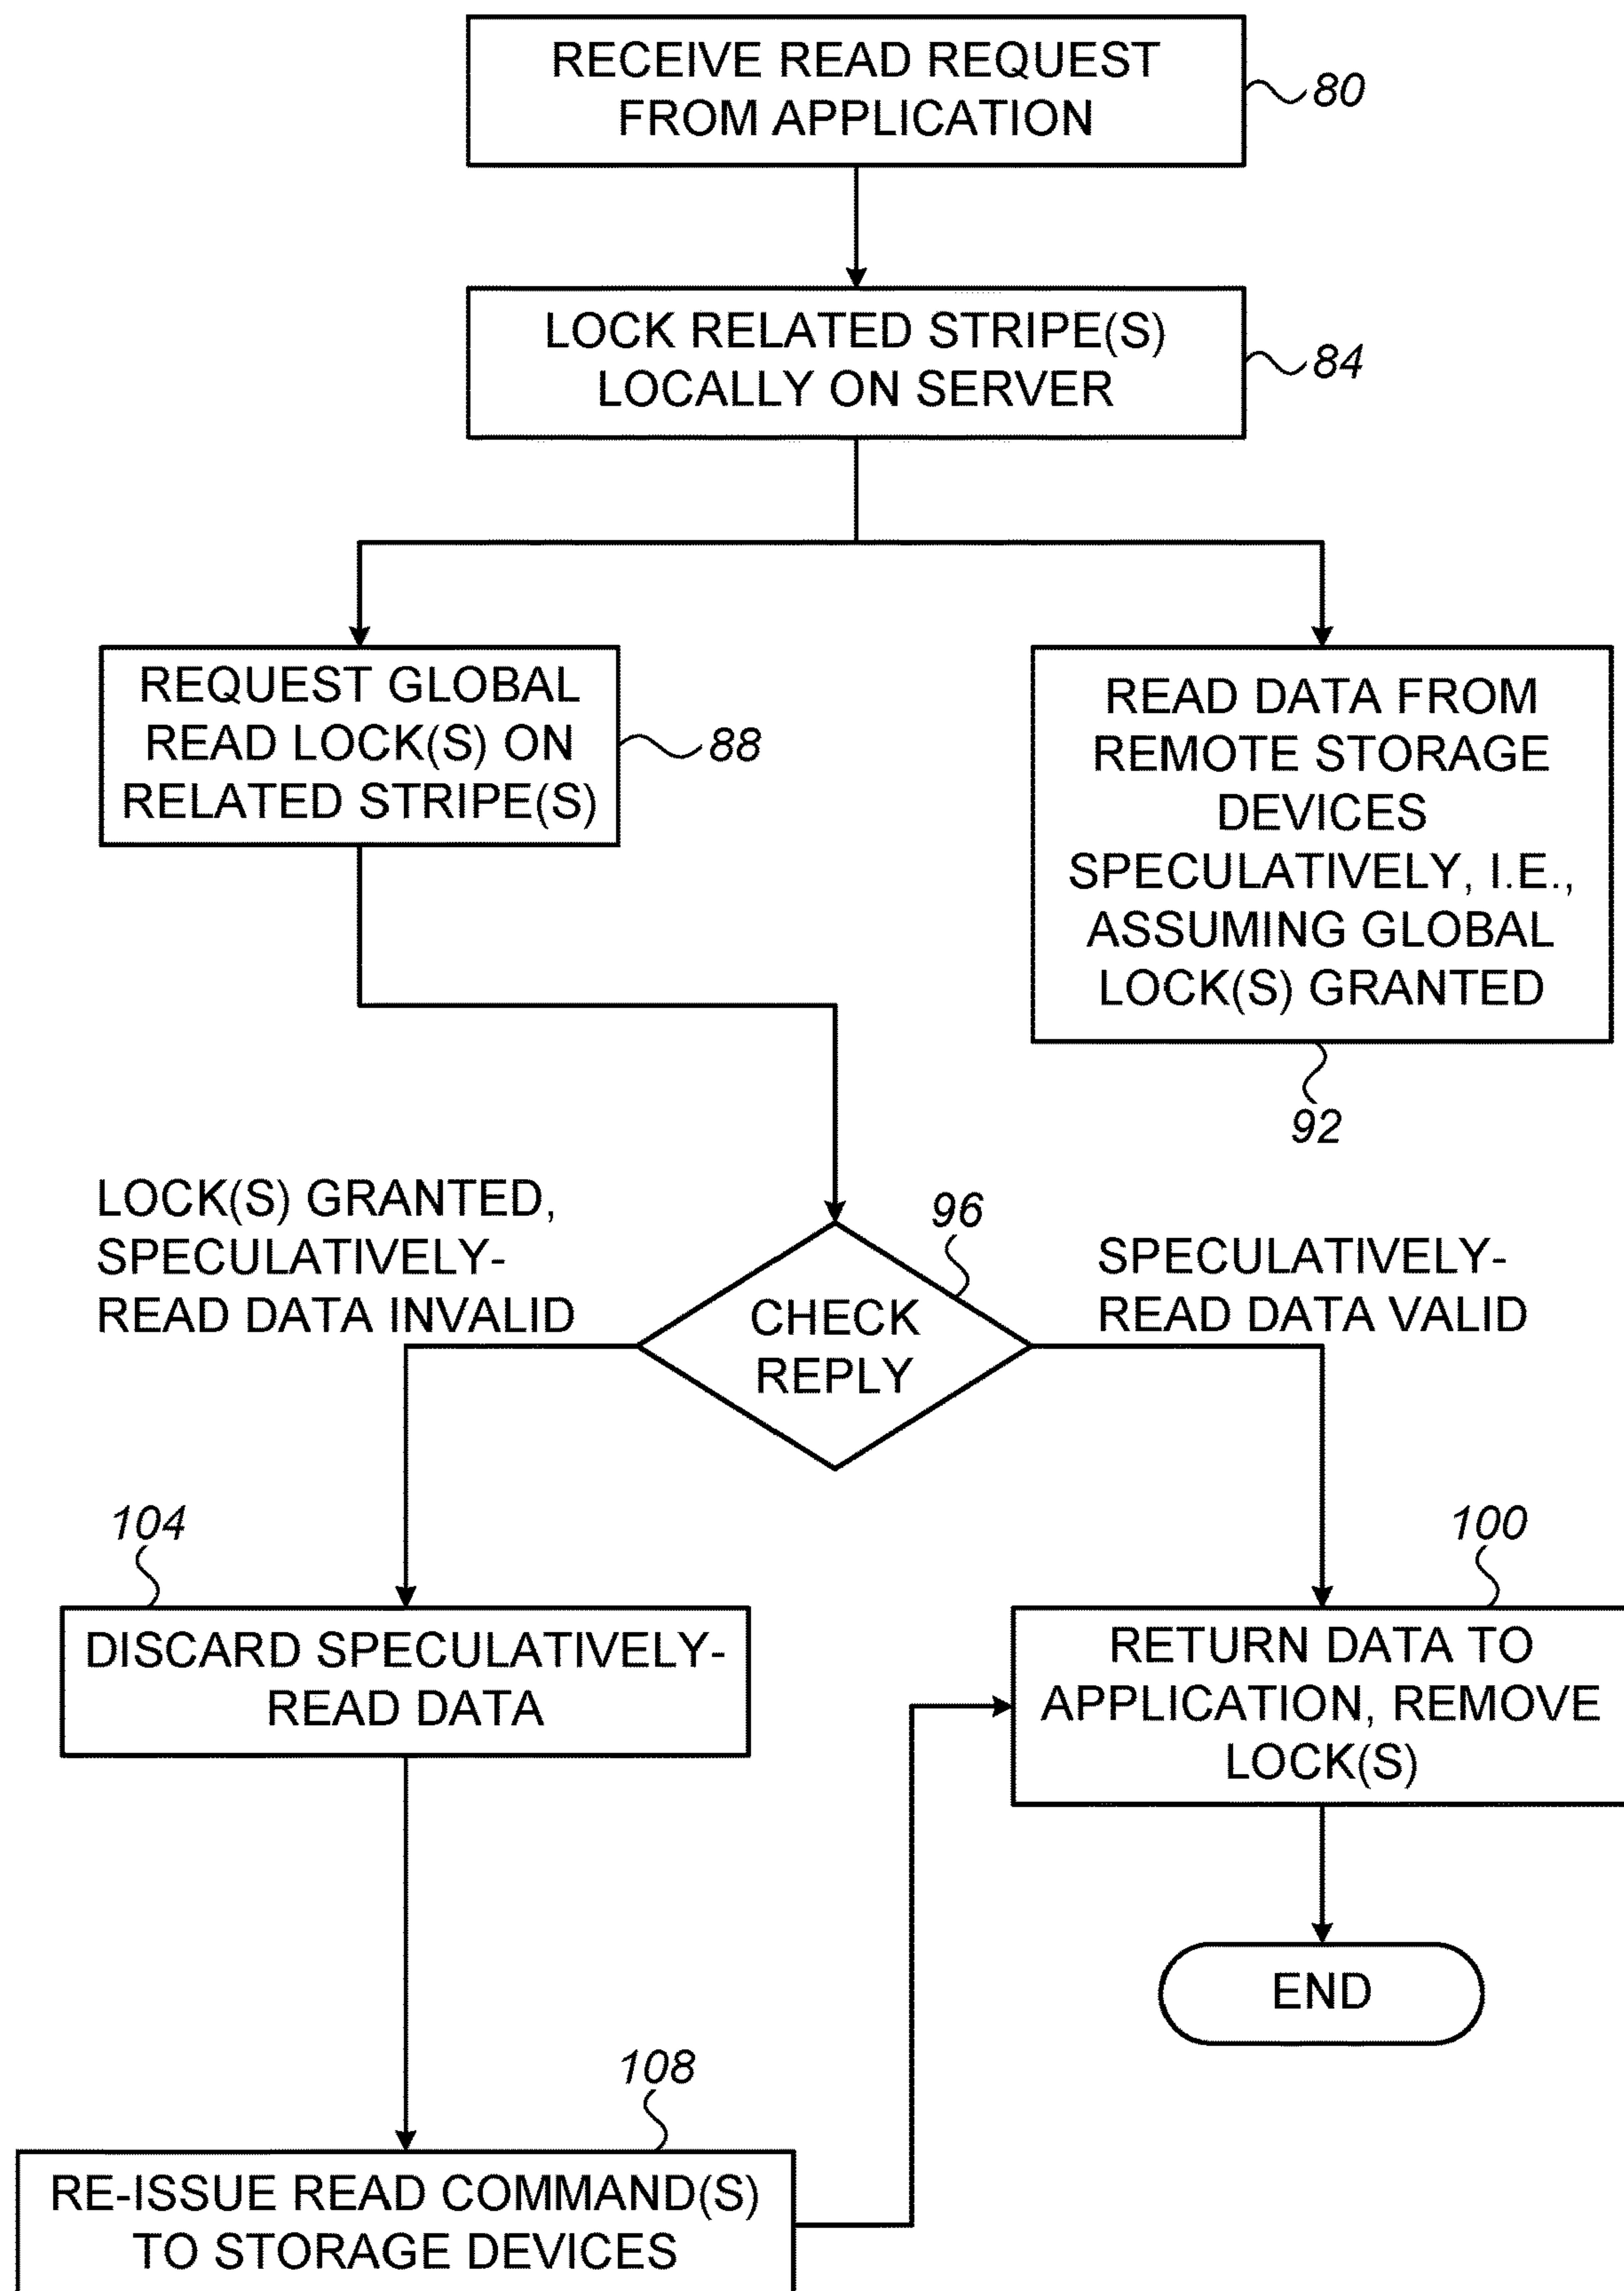 RECEIVE READ REQUEST
FROM APPLICATION
80
LOCK RELATED STRIPE(S)
LOCALLY ON SERVER
84
REQUEST GLOBAL
READ LOCK(S) ON
RELATED STRIPE(S)
88
READ DATA FROM
REMOTE STORAGE
DEVICES
SPECULATIVELY, I.E.,
ASSUMING GLOBAL
LOCK(S) GRANTED
92
LOCK(S) GRANTED,
SPECULATIVELY-
READ DATA INVALID
96
CHECK
REPLY
SPECULATIVELY-
READ DATA VALID
104
DISCARD SPECULATIVELY-
READ DATA
100
RETURN DATA TO
APPLICATION, REMOVE
LOCK(S)
END
108
RE-ISSUE READ COMMAND(S)
TO STORAGE DEVICES